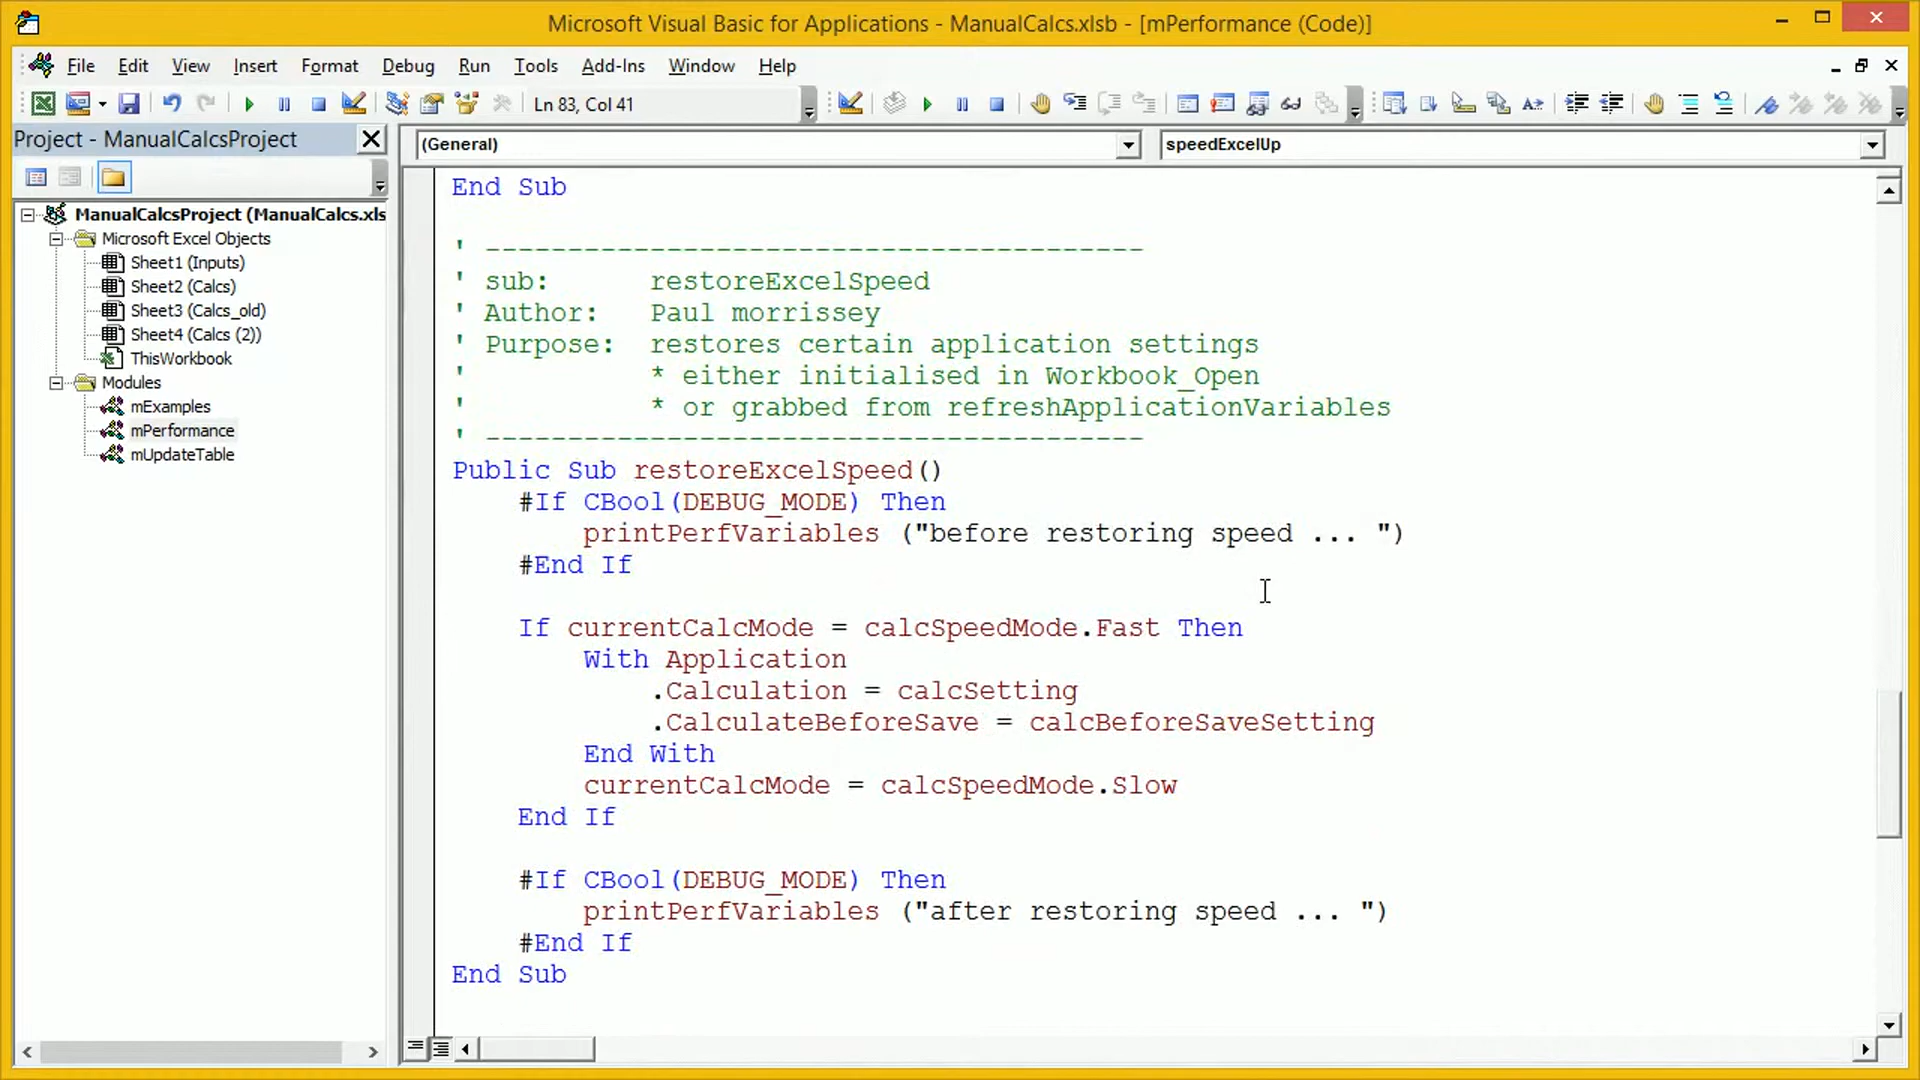 Microsoft Visual Basic for Applications - ManualCalcs.xlsb - [mPerformance (Code)]
File Edit View Insert Format Debug Run Tools Add-Ins Window Help
Ln 83, Col 41
Project - ManualCalcsProject
ManualCalcsProject (ManualCalcs.xls
Microsoft Excel Objects
Sheet1 (Inputs)
Sheet2 (Calcs)
Sheet3 (Calcs_old)
Sheet4 (Calcs (2))
ThisWorkbook
Modules
mExamples
mPerformance
mUpdateTable
(General)
speedExcelUp
End Sub
' ----------------------------------------
' sub: restoreExcelSpeed
' Author: Paul morrissey
' Purpose: restores certain application settings
' * either initialised in Workbook_Open
' * or grabbed from refreshApplicationVariables
' ----------------------------------------
Public Sub restoreExcelSpeed()
#If CBool(DEBUG_MODE) Then
printPerfVariables ("before restoring speed ... ")
#End If
If currentCalcMode = calcSpeedMode.Fast Then
With Application
.Calculation = calcSetting
.CalculateBeforeSave = calcBeforeSaveSetting
End With
currentCalcMode = calcSpeedMode.Slow
End If
#If CBool(DEBUG_MODE) Then
printPerfVariables ("after restoring speed ... ")
#End If
End Sub